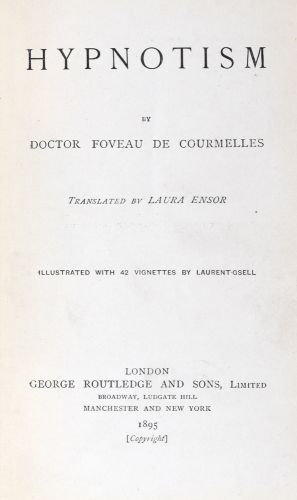 HYPNOTISM
BY
DOCTOR FOVEAU DE COURMELLES
TRANSLATED BY LAURA ENSOR
ILLUSTRATED WITH 42 VIGNETTES BY LAURENT-GSELL
LONDON
GEORGE ROUTLEDGE AND SONS, LIMITED
BROADWAY, LUDGATE HILL
MANCHESTER AND NEW YORK
1895
[Copyright]